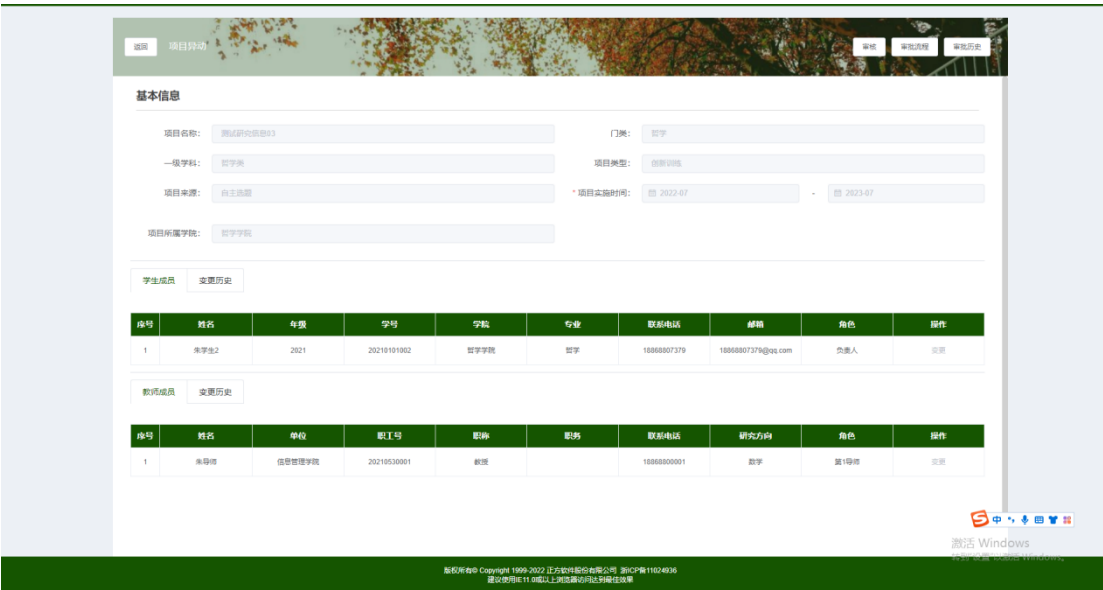 返回 项目异动 审核 审批流程 审批历史
基本信息
项目名称: 测试研究信息03 门类: 哲学
一级学科: 哲学类 项目类型: 创新训练
项目来源: 自主选题 * 项目实施时间: 2022-07 - 2023-07
项目所属学院: 哲学学院
学生成员 变更历史
序号 姓名 年级 学号 学院 专业 联系电话 邮箱 角色 操作
1 朱学生2 2021 20210101002 哲学学院 哲学 18868807379 18868807379@qq.com 负责人 变更
教师成员 变更历史
序号 姓名 单位 职工号 职称 职务 联系电话 研究方向 角色 操作
1 朱导师 信息管理学院 20210530001 教授 18868800001 数学 第1导师 变更
中
激活 Windows
转到"设置"以激活 Windows。
版权所有© Copyright 1999-2022 正方软件股份有限公司 浙ICP备11024936
建议使用IE11.0或以上浏览器访问达到最佳效果